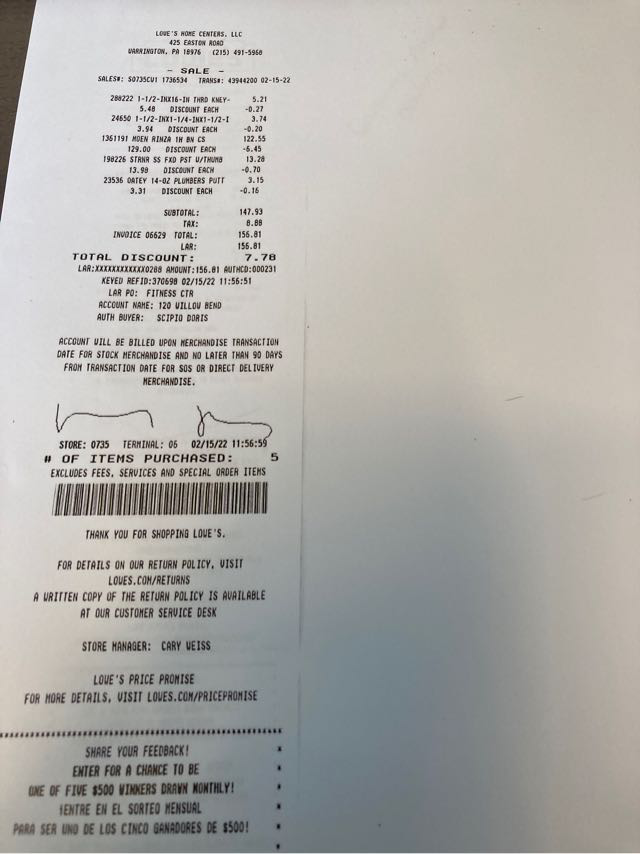 LOWE'S HOME CENTERS, LLC
425 EASTON ROAD
WARRINGTON, PA 18976 (215) 491-5960
- SALE -
SALES#: S0735CW1 1736534 TRANS#: 43944200 02-15-22
288222 1-1/2-INX16-IN THRD KNEY- 5.21
5.48 DISCOUNT EACH -0.27
24650 1-1/2-INX1-1/4-INX1-1/2-I 3.74
3.94 DISCOUNT EACH -0.20
1361191 MOEN RINZA 1H BN CS 122.55
129.00 DISCOUNT EACH -6.45
198226 STRNR SS FXD PST W/THUMB 13.28
13.98 DISCOUNT EACH -0.70
23536 OATEY 14-OZ PLUMBERS PUTT 3.15
3.31 DISCOUNT EACH -0.16
SUBTOTAL: 147.93
TAX: 8.88
INVOICE 06629 TOTAL: 156.81
LAR: 156.81
TOTAL DISCOUNT: 7.78
LAR:XXXXXXXXXXXX0288 AMOUNT:156.81 AUTHCD:000231
KEYED REFID:370698 02/15/22 11:56:51
LAR PO: FITNESS CTR
ACCOUNT NAME: 120 WILLOW BEND
AUTH BUYER: SCIPIO DORIS
ACCOUNT WILL BE BILLED UPON MERCHANDISE TRANSACTION
DATE FOR STOCK MERCHANDISE AND NO LATER THAN 90 DAYS
FROM TRANSACTION DATE FOR SOS OR DIRECT DELIVERY
MERCHANDISE.
STORE: 0735 TERMINAL: 06 02/15/22 11:56:59
# OF ITEMS PURCHASED: 5
EXCLUDES FEES, SERVICES AND SPECIAL ORDER ITEMS
THANK YOU FOR SHOPPING LOWE'S.
FOR DETAILS ON OUR RETURN POLICY, VISIT
LOWES.COM/RETURNS
A WRITTEN COPY OF THE RETURN POLICY IS AVAILABLE
AT OUR CUSTOMER SERVICE DESK
STORE MANAGER: CARY WEISS
LOWE'S PRICE PROMISE
FOR MORE DETAILS, VISIT LOWES.COM/PRICEPROMISE
SHARE YOUR FEEDBACK!
ENTER FOR A CHANCE TO BE
ONE OF FIVE $500 WINNERS DRAWN MONTHLY!
¡ENTRE EN EL SORTEO MENSUAL
PARA SER UNO DE LOS CINCO GANADORES DE $500!